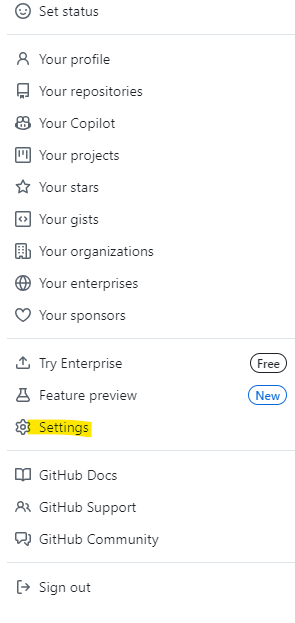 Set status
Your profile
Your repositories
Your Copilot
Your projects
Your stars
Your gists
Your organizations
Your enterprises
Your sponsors
Try Enterprise Free
Feature preview New
Settings
GitHub Docs
GitHub Support
GitHub Community
Sign out